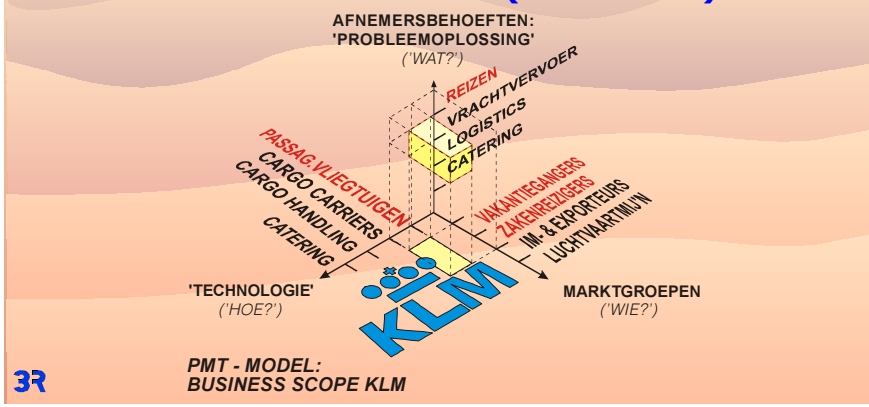 AFNEMERSBEHOEFTEN:
'PROBLEEMOPLOSSING'
('WAT?')
REIZEN
VRACHTVERVOER
LOGISTICS
CATERING
PASSAG.VLIEGTUIGEN
CARGO CARRIERS
CARGO HANDLING
CATERING
VAKANTIEGANGERS
ZAKENREIZIGERS
IM- & EXPORTEURS
LUCHTVAARTMIJ'N
'TECHNOLOGIE'
('HOE?')
MARKTGROEPEN
('WIE?')
KLM
PMT - MODEL:
BUSINESS SCOPE KLM
3R